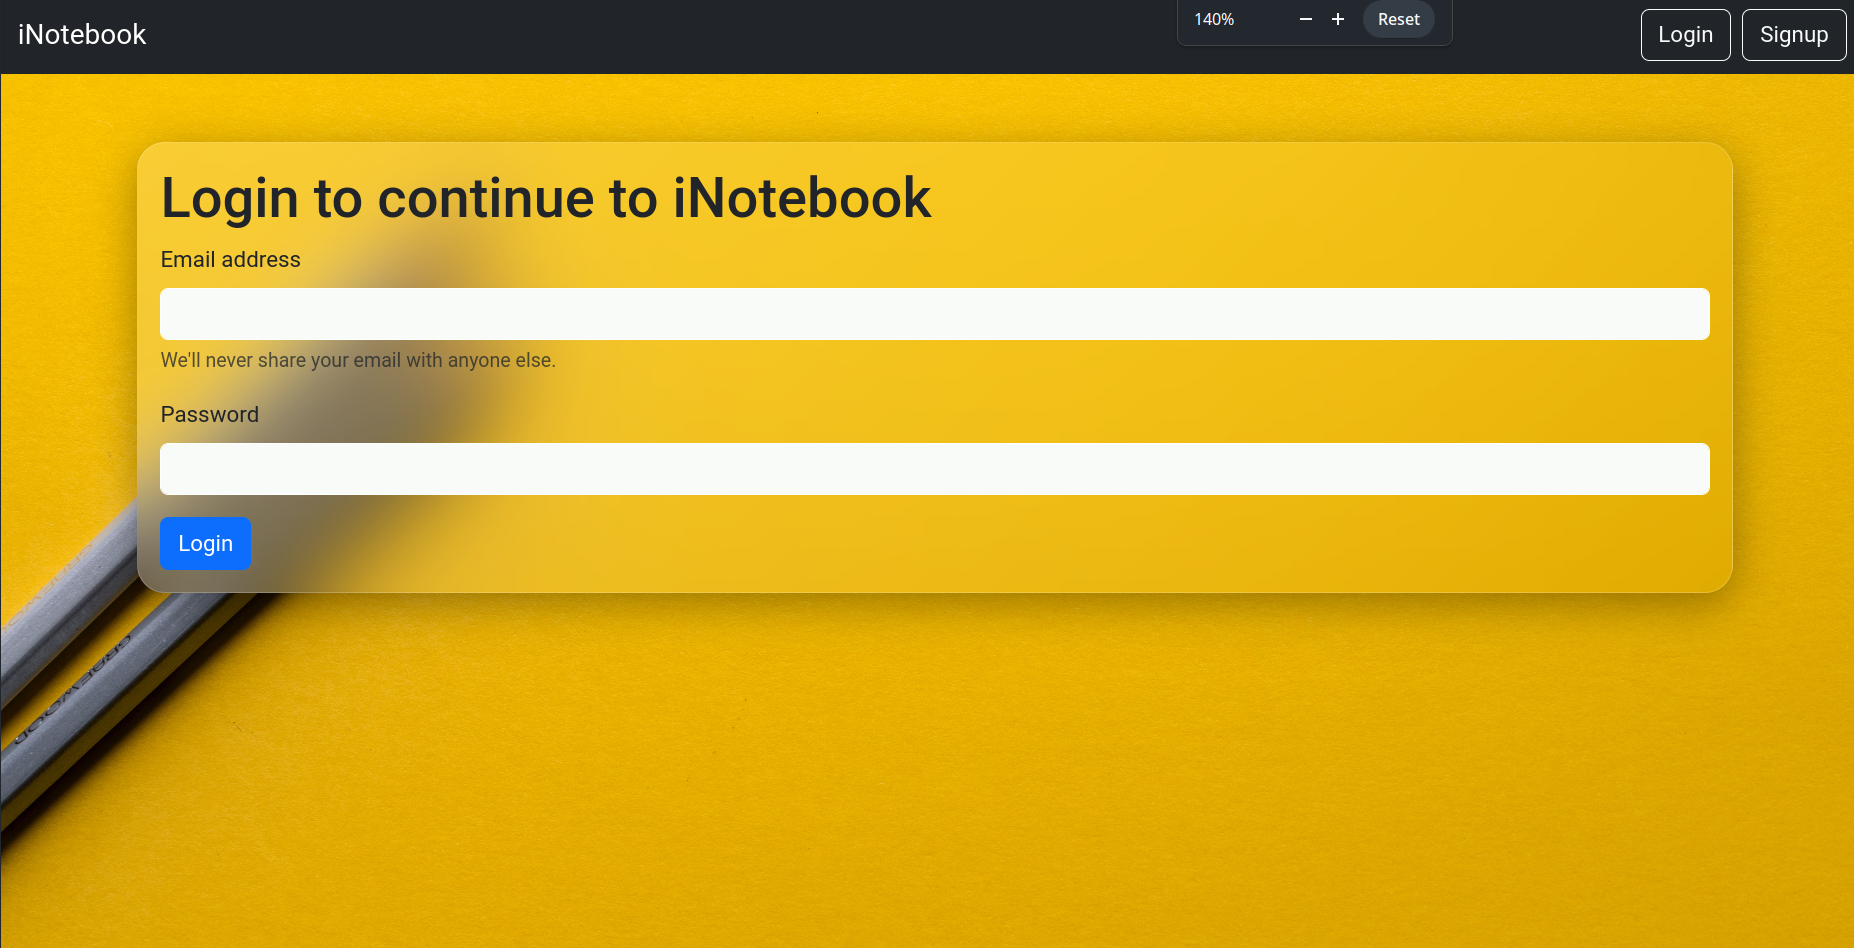 iNotebook
140%
Reset
Login
Signup
Login to continue to iNotebook
Email address
We'll never share your email with anyone else.
Password
Login